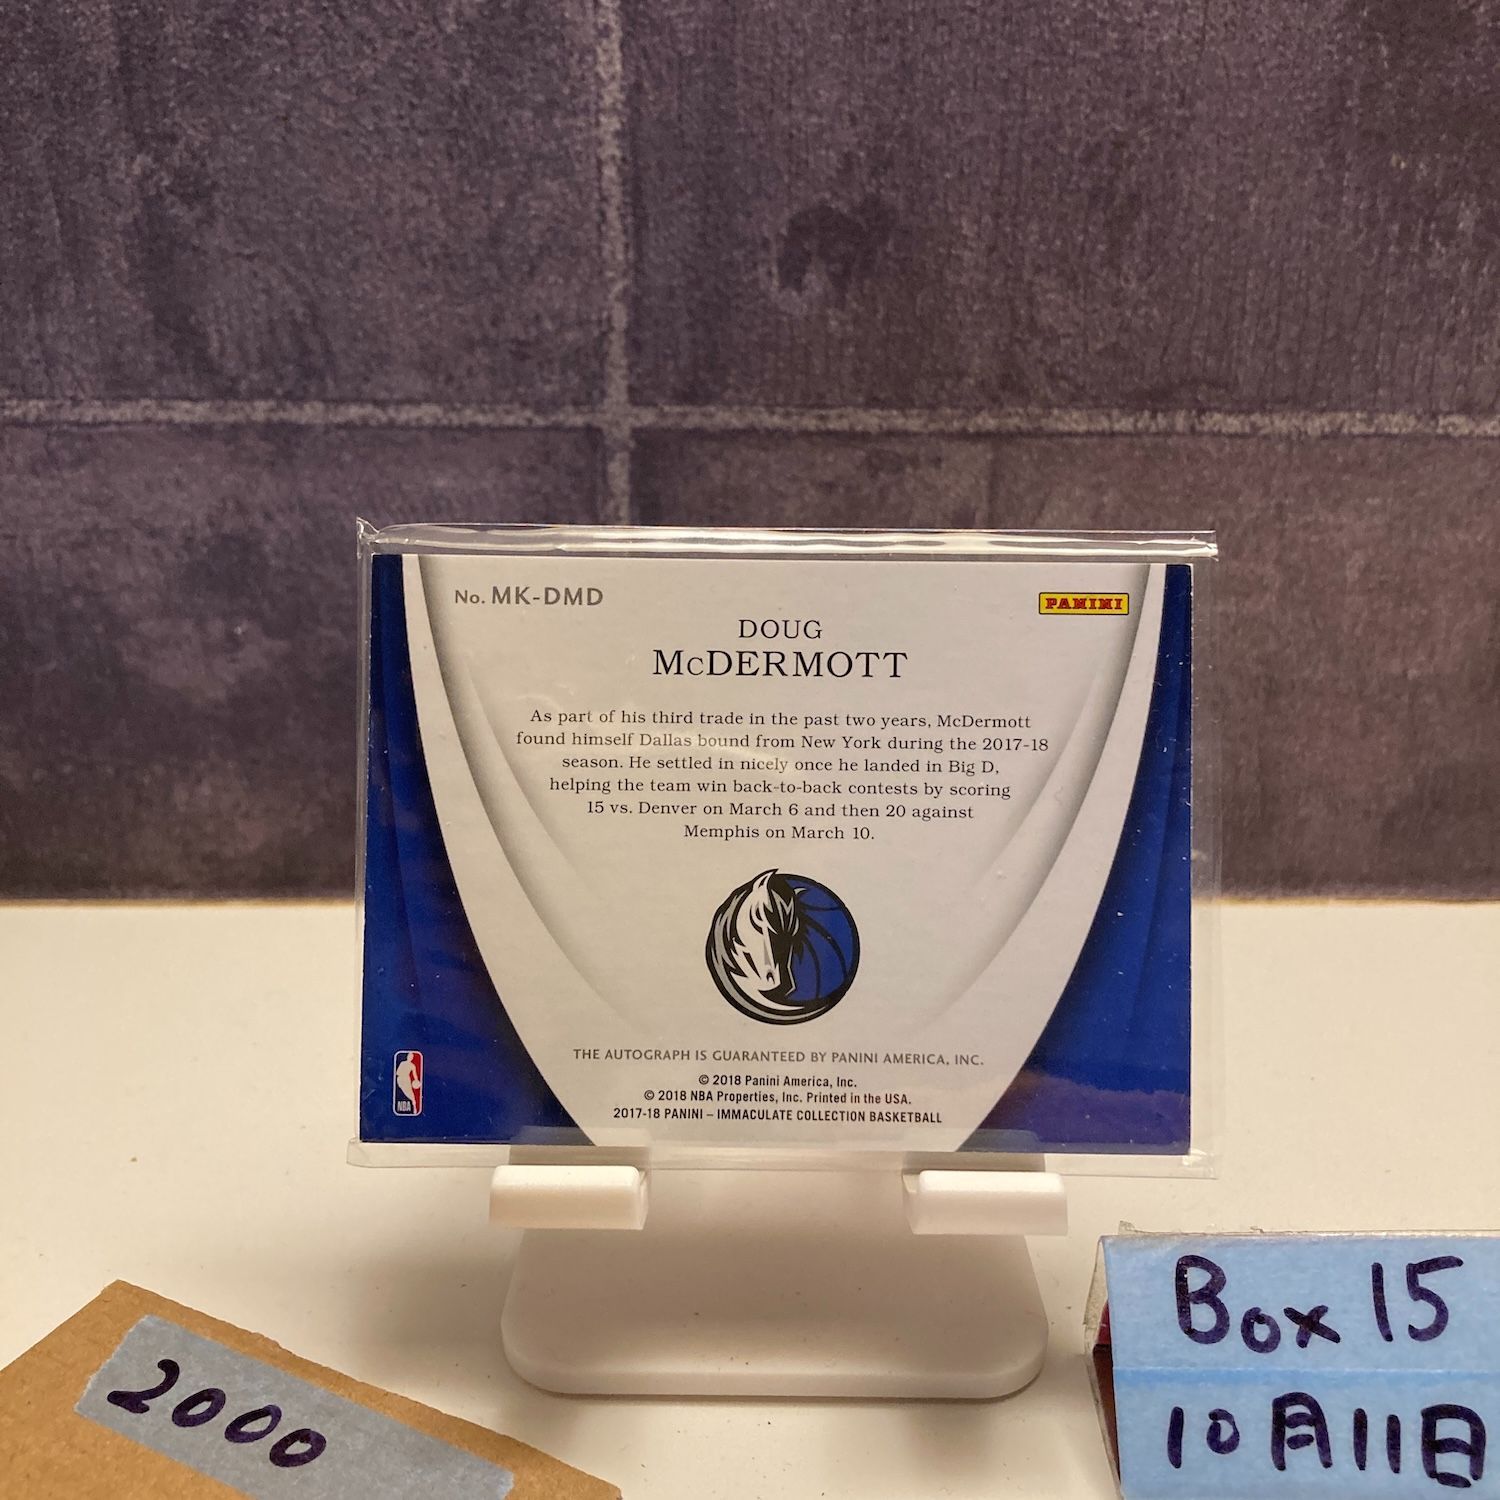 No. MK-DMD
PANINI
DOUG
McDERMOTT
As part of his third trade in the past two years, McDermott
found himself Dallas bound from New York during the 2017-18
season. He settled in nicely once he landed in Big D,
helping the team win back-to-back contests by scoring
15 vs. Denver on March 6 and then 20 against
Memphis on March 10.
THE AUTOGRAPH IS GUARANTEED BY PANINI AMERICA, INC.
© 2018 Panini America, Inc.
© 2018 NBA Properties, Inc. Printed in the USA.
2017-18 PANINI – IMMACULATE COLLECTION BASKETBALL
NBA
2000
Box 15
10月11日